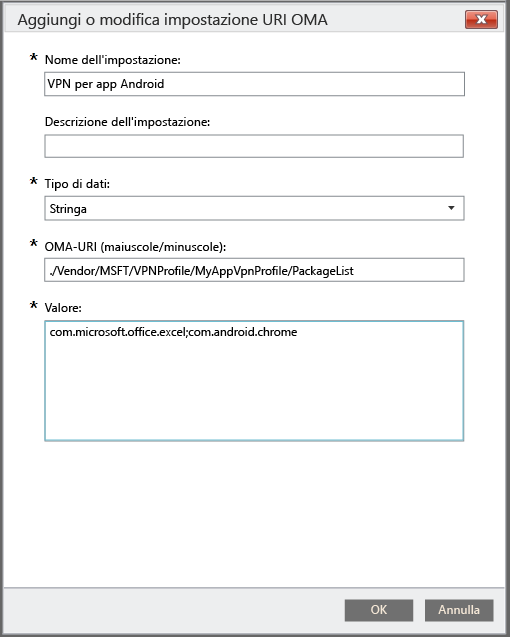 Aggiungi o modifica impostazione URI OMA
* Nome dell'impostazione:
VPN per app Android
Descrizione dell'impostazione:
* Tipo di dati:
Stringa
* OMA-URI (maiuscole/minuscole):
./Vendor/MSFT/VPNProfile/MyAppVpnProfile/PackageList
* Valore:
com.microsoft.office.excel;com.android.chrome
OK
Annulla